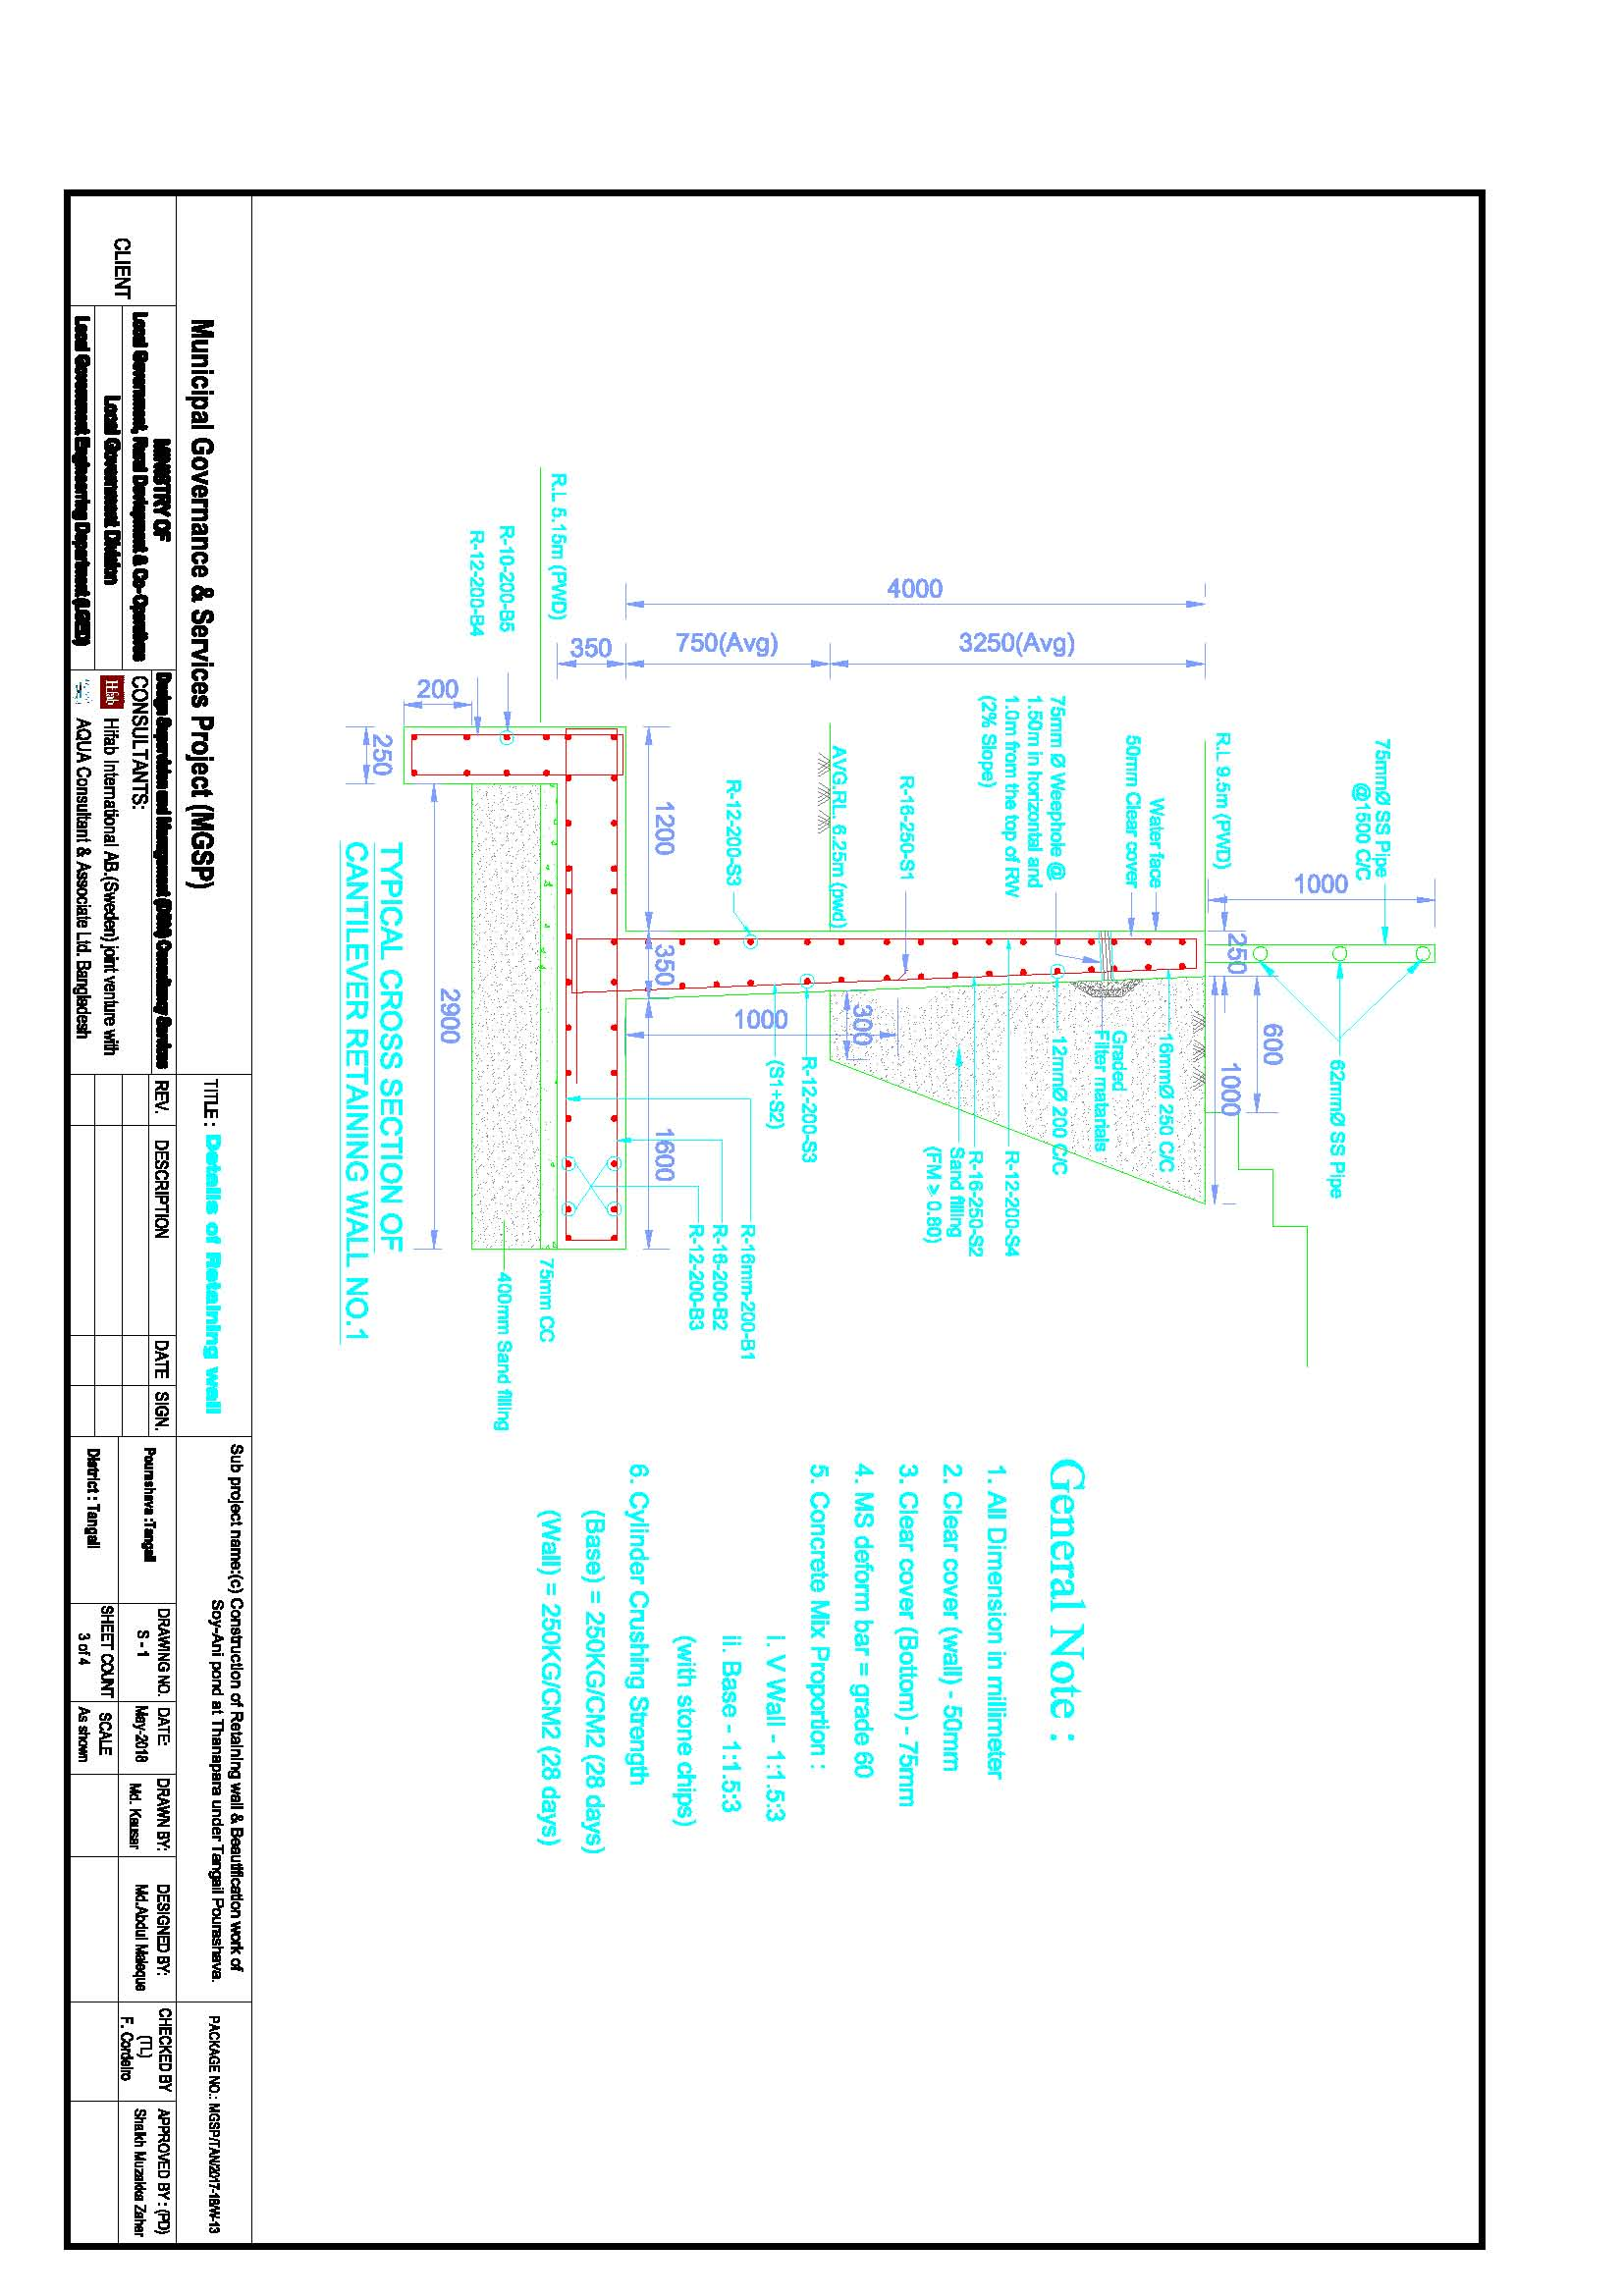 75mmØ SS Pipe
@1500 C/C
1000
62mmØ SS Pipe
R.L 9.5m (PWD)
250
600
1000
Water face
50mm Clear cover
75mm Ø Weephole @
1.50m in horizontal and
1.0m from the top of RW
(2% Slope)
16mmØ 250 C/C
Graded
Filter matarials
12mmØ 200 C/C
R-12-200-S4
R-16-250-S2
Sand filling
(FM > 0.80)
4000
3250(Avg)
750(Avg)
350
R-16-250-S1
AVG.RL. 6.25m (pwd)
300
1000
R-12-200-S3
R-12-200-S3
(S1+S2)
1200
350
1600
R-16mm-200-B1
R-16-200-B2
R-12-200-B3
R.L 5.15m (PWD)
R-10-200-B5
R-12-200-B4
200
250
2900
75mm CC
400mm Sand filling
TYPICAL CROSS SECTION OF
CANTILEVER RETAINING WALL NO.1
General Note :
1. All Dimension in millimeter
2. Clear cover (wall) - 50mm
3. Clear cover (Bottom) - 75mm
4. MS deform bar = grade 60
5. Concrete Mix Proportion :
i. V Wall - 1:1.5:3
ii. Base - 1:1.5:3
(with stone chips)
6. Cylinder Crushing Strength
(Base) = 250KG/CM2 (28 days)
(Wall) = 250KG/CM2 (28 days)
Municipal Governance & Services Project (MGSP)
CLIENT
MINISTRY OF
Local Government, Rural Devlopment & Co-Operatives
Local Government Division
Local Government Engineering Department (LGED)
Design Supervision and Management (DSM) Consultancy Services
CONSULTANTS:
Hifab
Hifab International AB.(Sweden) joint venture with
AQUA Consultant & Associate Ltd. Bangladesh
TITLE : Details of Retaining wall
REV.
DESCRIPTION
DATE
SIGN.
Sub project name:(c) Construction of Retaining wall & Beautification work of
Soy-Ani pond at Thanapara under Tangail Pourashava.
PACKAGE NO.: MGSP/TAN/2017-18/W-13
Pourashava :Tangail
District : Tangail
DRAWING NO.
S - 1
SHEET COUNT
3 of 4
DATE:
May-2018
SCALE
As shown
DRAWN BY:
Md. Kausar
DESIGNED BY:
Md.Abdul Maleque
CHECKED BY
(TL)
F. Cordeiro
APPROVED BY : (PD)
Shaikh Muzakka Zaher